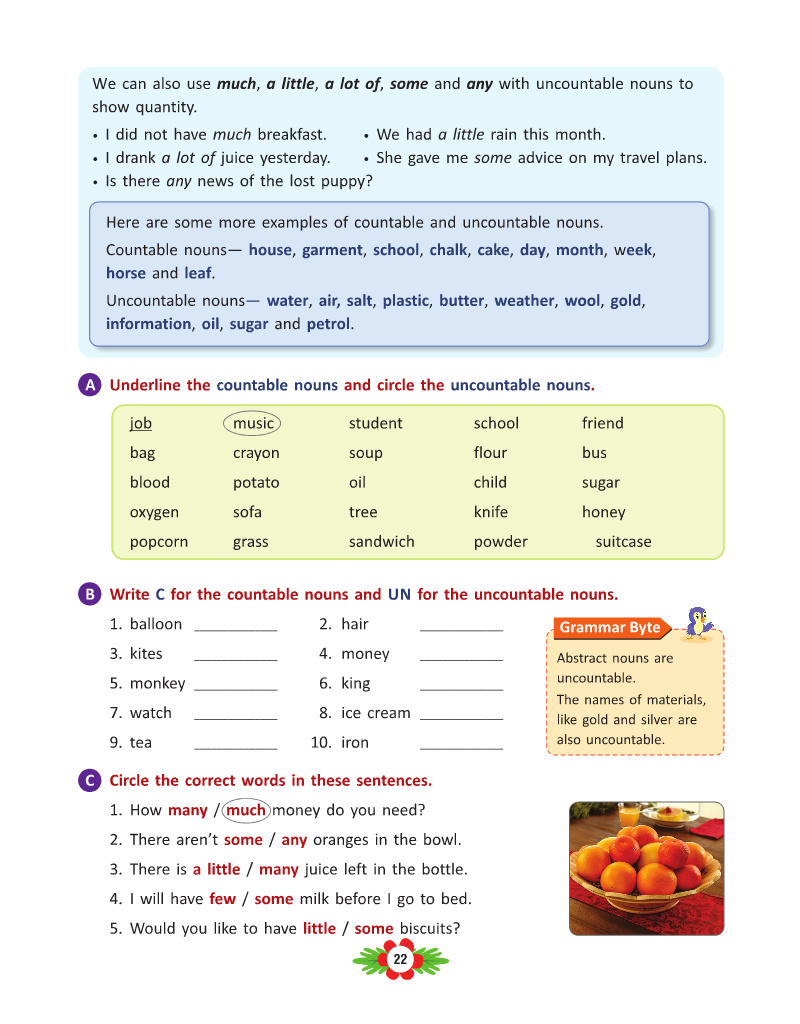 We can also use much, a little, a lot of, some and any with uncountable nouns to
show quantity.
• I did not have much breakfast. • We had a little rain this month.
• I drank a lot of juice yesterday. • She gave me some advice on my travel plans.
• Is there any news of the lost puppy?
Here are some more examples of countable and uncountable nouns.
Countable nouns— house, garment, school, chalk, cake, day, month, week,
horse and leaf.
Uncountable nouns— water, air, salt, plastic, butter, weather, wool, gold,
information, oil, sugar and petrol.
A Underline the countable nouns and circle the uncountable nouns.
job music student school friend
bag crayon soup flour bus
blood potato oil child sugar
oxygen sofa tree knife honey
popcorn grass sandwich powder suitcase
B Write C for the countable nouns and UN for the uncountable nouns.
1. balloon __________ 2. hair __________
3. kites __________ 4. money __________
5. monkey __________ 6. king __________
7. watch __________ 8. ice cream __________
9. tea __________ 10. iron __________
Grammar Byte
Abstract nouns are
uncountable.
The names of materials,
like gold and silver are
also uncountable.
C Circle the correct words in these sentences.
1. How many / much money do you need?
2. There aren't some / any oranges in the bowl.
3. There is a little / many juice left in the bottle.
4. I will have few / some milk before I go to bed.
5. Would you like to have little / some biscuits?
22